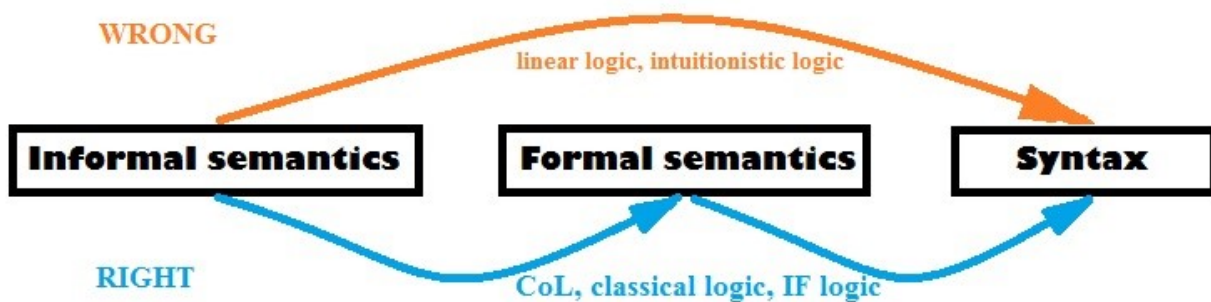 WRONG
linear logic, intuitionistic logic
Informal semantics
Formal semantics
Syntax
RIGHT
CoL, classical logic, IF logic